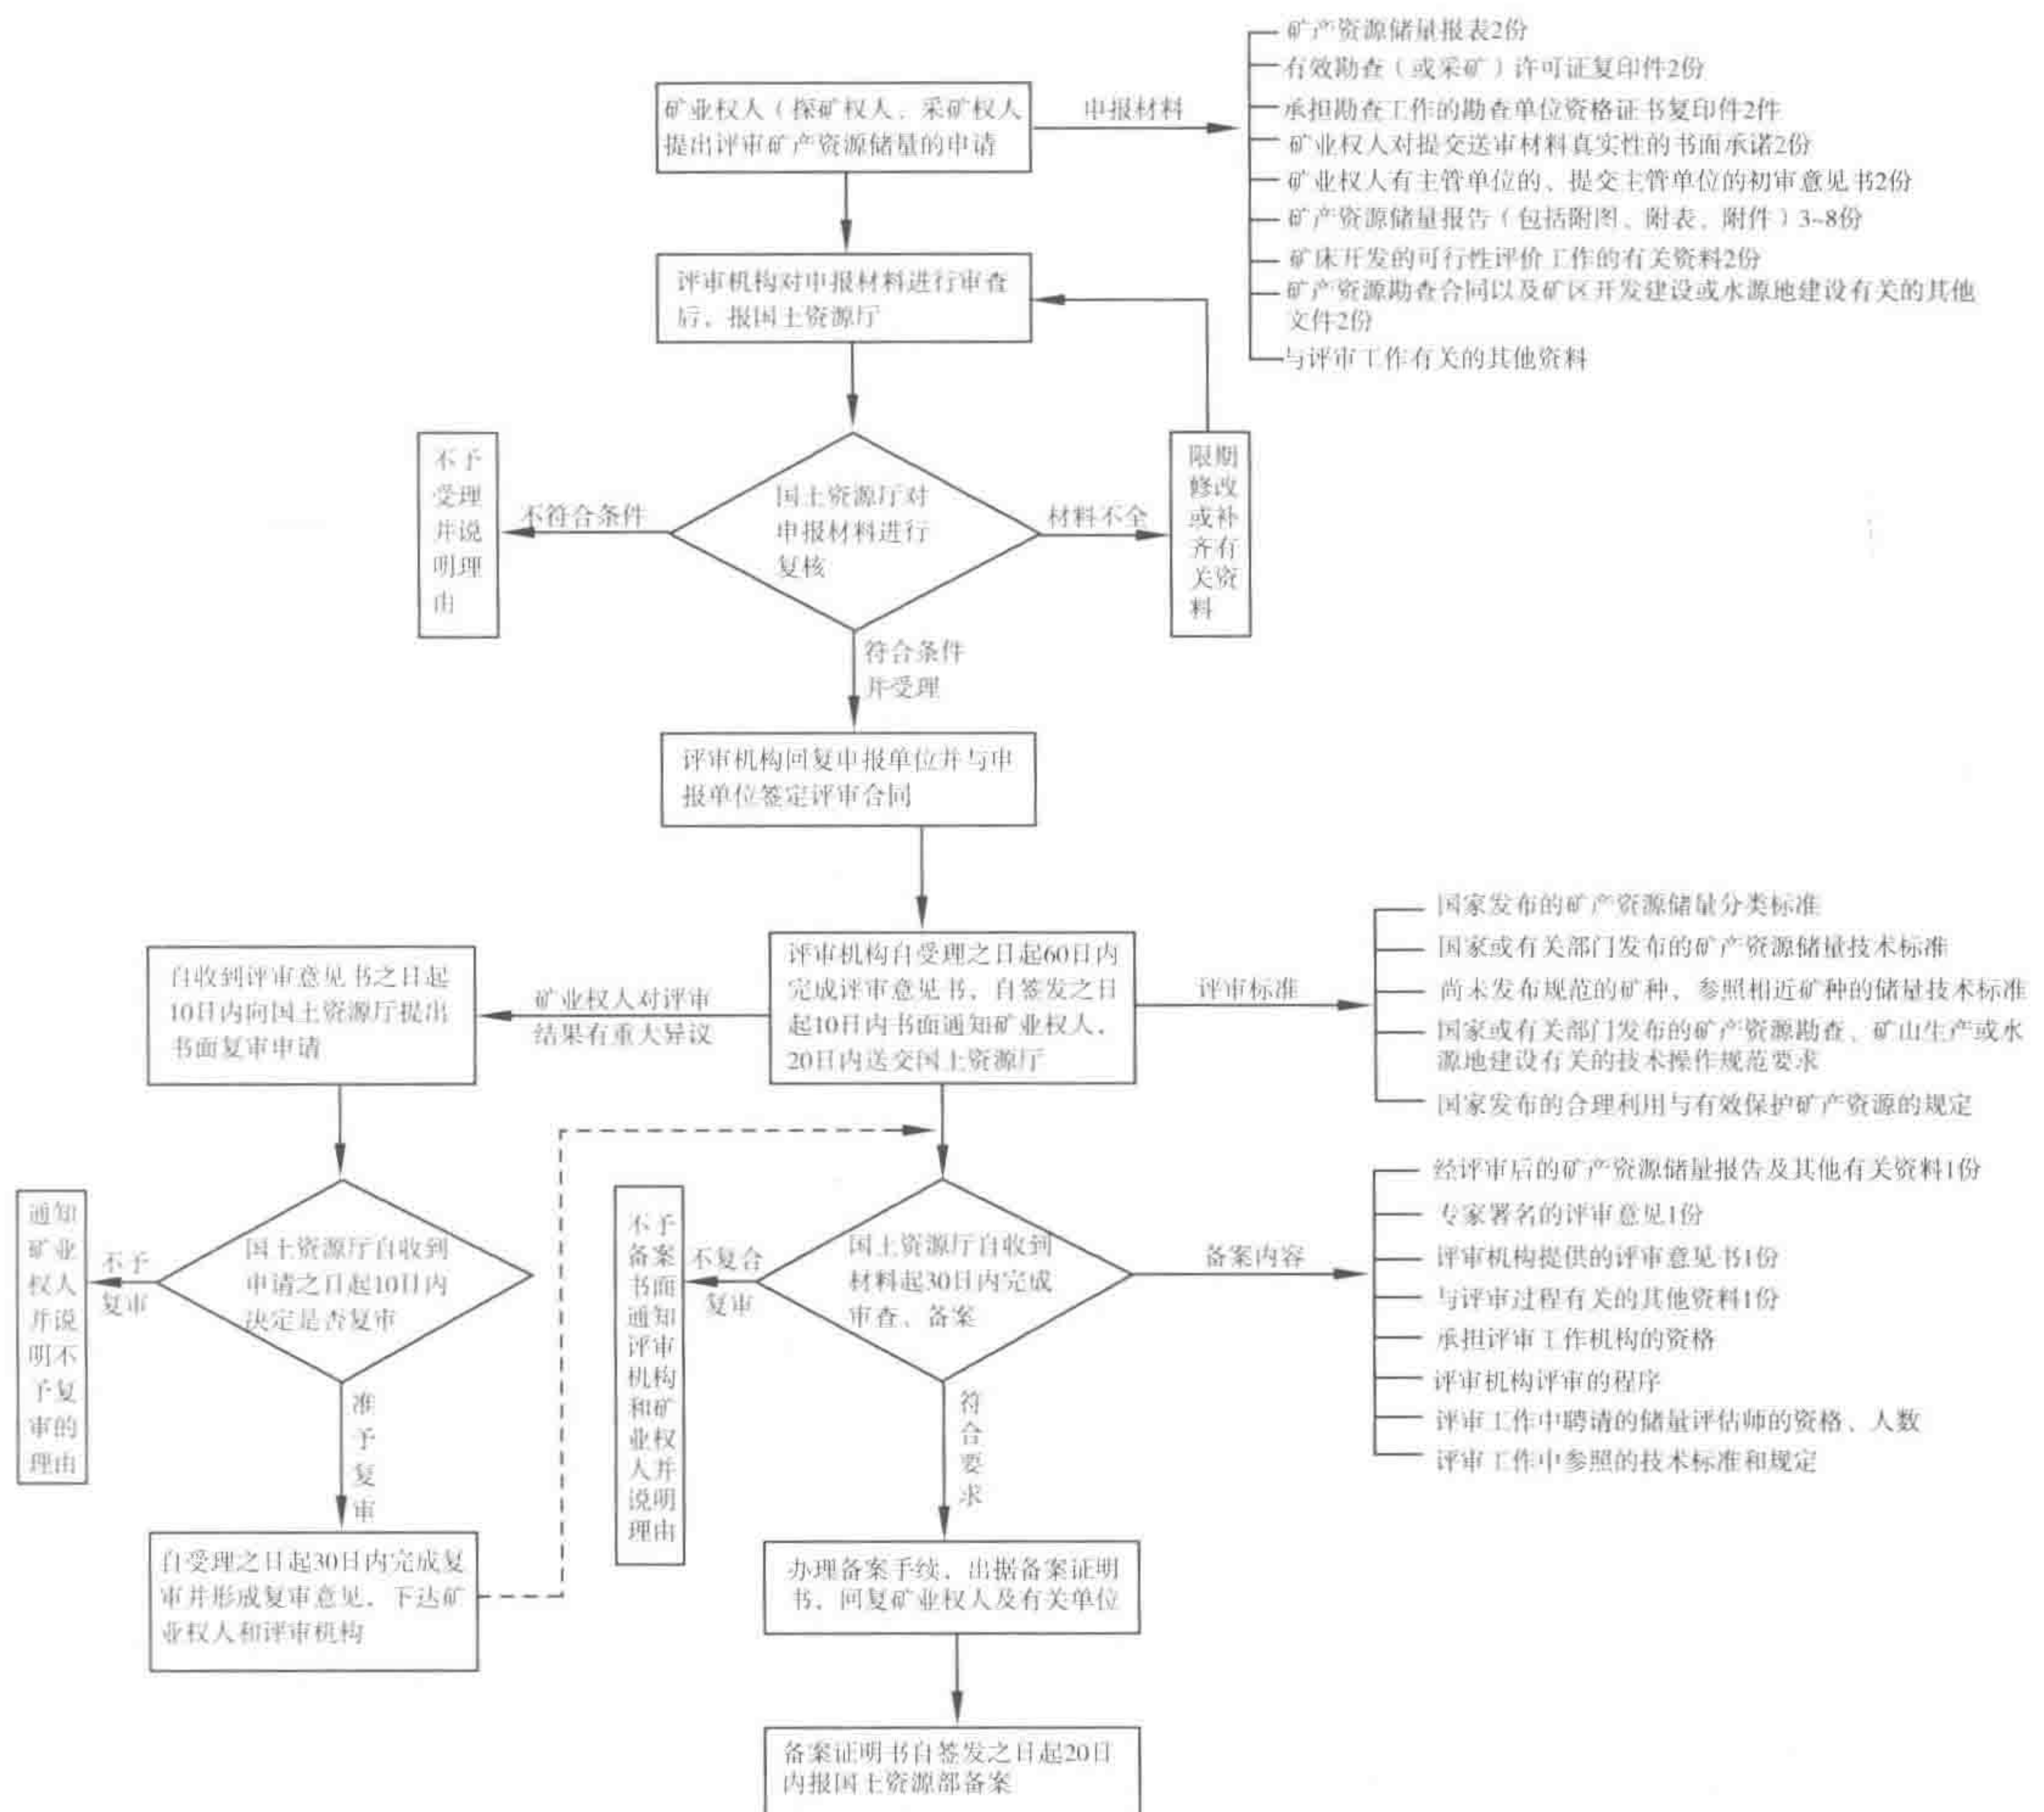 矿业权人（探矿权人、采矿权人
提出评审矿产资源储量的申请
申报材料
矿产资源储量报表2份
有效勘查（或采矿）许可证复印件2份
承担勘查工作的勘查单位资格证书复印件2件
矿业权人对提交送审材料真实性的书面承诺2份
矿业权人有主管单位的、提交主管单位的初审意见书2份
矿产资源储量报告（包括附图、附表、附件）3~8份
矿床开发的可行性评价工作的有关资料2份
矿产资源勘查合同以及矿区开发建设或水源地建设有关的其他
文件2份
与评审工作有关的其他资料
评审机构对申报材料进行审查
后，报国土资源厅
国土资源厅对
申报材料进行
复核
不符合条件
不予
受理
并说
明理
由
材料不全
限期
修改
或补
齐有
关资
料
符合条件
并受理
评审机构回复申报单位并与申
报单位签定评审合同
评审机构自受理之日起60日内
完成评审意见书，自签发之日
起10日内书面通知矿业权人，
20日内送交国土资源厅
评审标准
国家发布的矿产资源储量分类标准
国家或有关部门发布的矿产资源储量技术标准
尚未发布规范的矿种、参照相近矿种的储量技术标准
国家或有关部门发布的矿产资源勘查、矿山生产或水
源地建设有关的技术操作规范要求
国家发布的合理利用与有效保护矿产资源的规定
矿业权人对评审
结果有重大异议
自收到评审意见书之日起
10日内向国土资源厅提出
书面复审申请
国土资源厅自收到
申请之日起10日内
决定是否复审
不予
复审
通知
矿业
权人
并说
明不
予复
审的
理由
准
予
复
审
自受理之日起30日内完成复
审并形成复审意见，下达矿
业权人和评审机构
国土资源厅自收到
材料起30日内完成
审查、备案
不复合
复审
不予
备案
书面
通知
评审
机构
和矿
业权
人并
说明
理由
备案内容
经评审后的矿产资源储量报告及其他有关资料1份
专家署名的评审意见1份
评审机构提供的评审意见书1份
与评审过程有关的其他资料1份
承担评审工作机构的资格
评审机构评审的程序
评审工作中聘请的储量评估师的资格、人数
评审工作中参照的技术标准和规定
符
合
要
求
办理备案手续，出据备案证明
书，回复矿业权人及有关单位
备案证明书自签发之日起20日
内报国土资源部备案